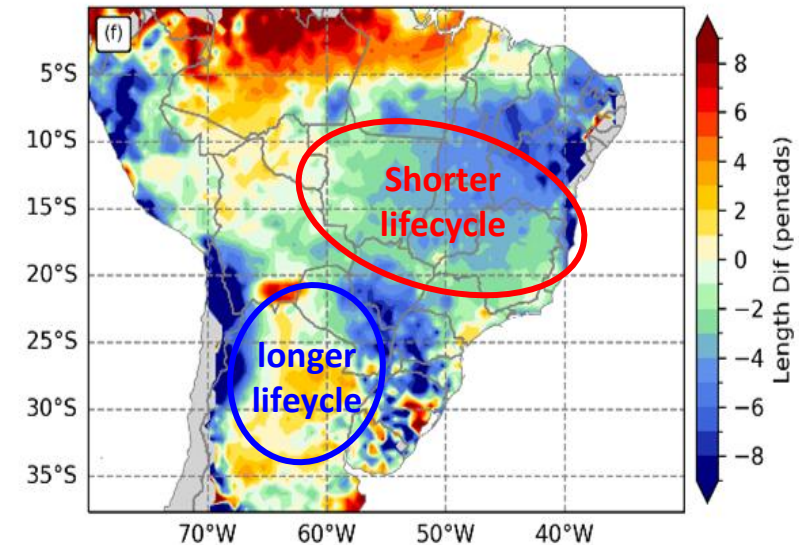 (f)
5°S
10°S
15°S
20°S
25°S
30°S
35°S
70°W
60°W
50°W
40°W
Shorter
lifecycle
longer
lifeycle
8
6
4
2
0
−2
−4
−6
−8
Length Dif (pentads)